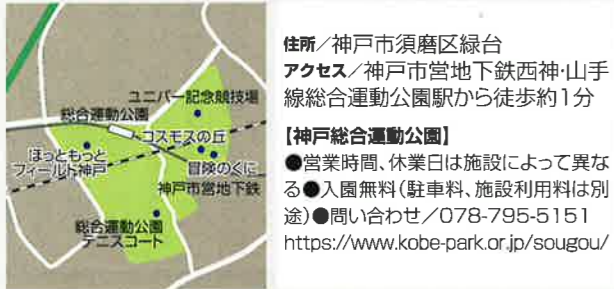 ユニバー記念競技場
総合運動公園
コスモスの丘
ほっともっと
フィールド神戸
冒険のくに
神戸市営地下鉄
総合運動公園
テニスコート
住所/神戸市須磨区緑台
アクセス/神戸市営地下鉄西神･山手
線総合運動公園駅から徒歩約1分
【神戸総合運動公園】
●営業時間、休業日は施設によって異な
る●入園無料(駐車料、施設利用料は別
途)●問い合わせ/078-795-5151
https://www.kobe-park.or.jp/sougou/